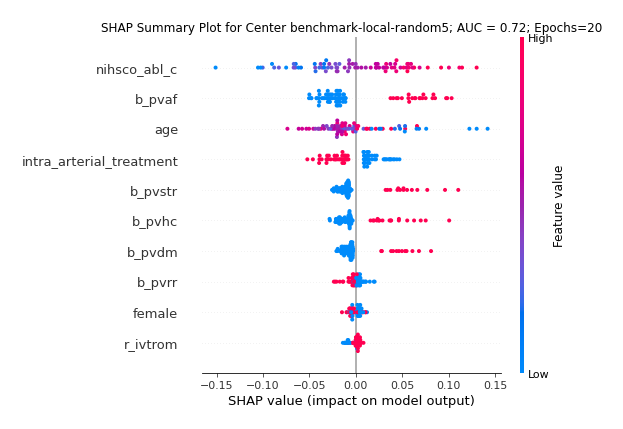 SHAP Summary Plot for Center benchmark-local-random5; AUC = 0.72; Epochs=20
High
nihsco_abl_c
b_pvaf
age
intra_arterial_treatment
b_pvstr
b_pvhc
b_pvdm
b_pvrr
female
r_ivtrom
Feature value
Low
−0.15 −0.10 −0.05 0.00 0.05 0.10 0.15
SHAP value (impact on model output)